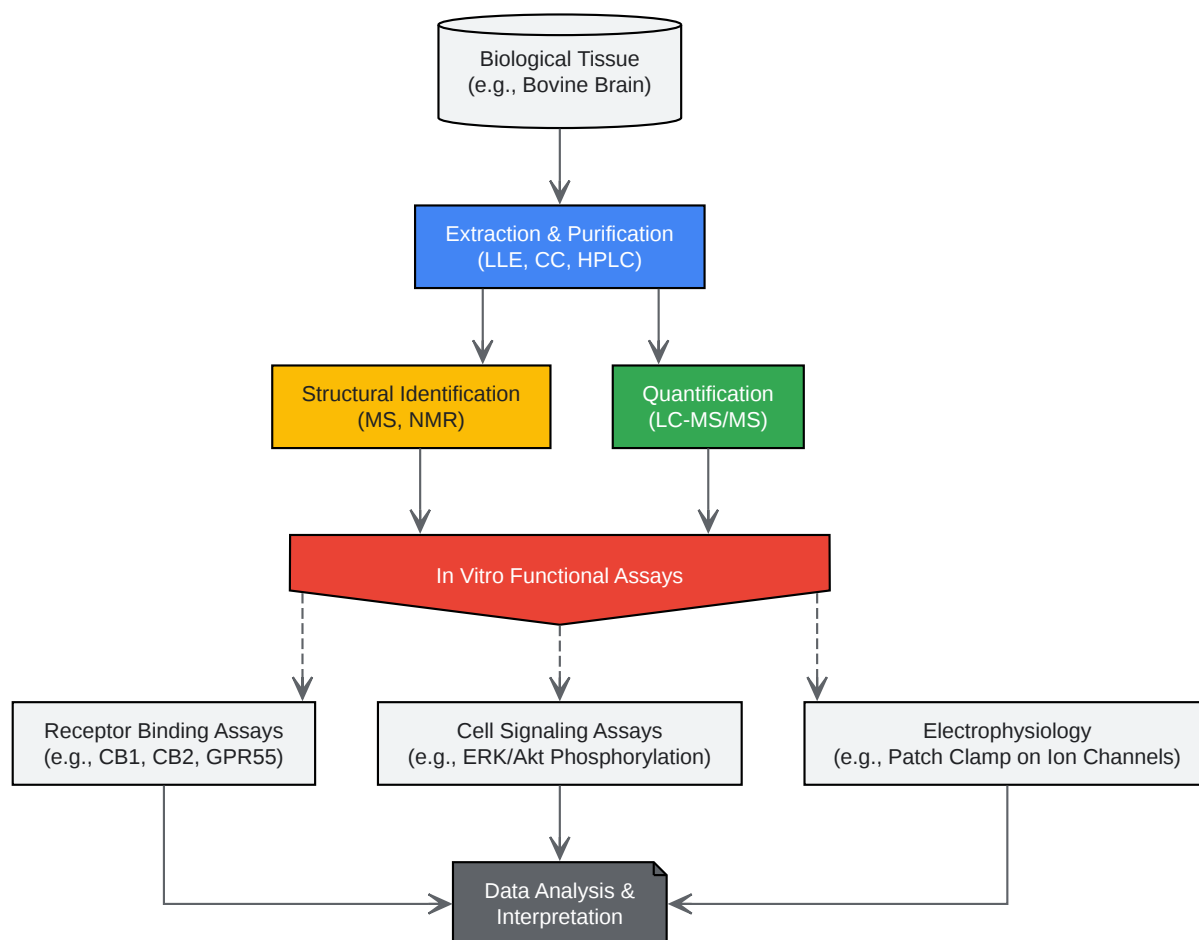 Biological Tissue
(e.g., Bovine Brain)
Extraction & Purification
(LLE, CC, HPLC)
Structural Identification
(MS, NMR)
Quantification
(LC-MS/MS)
In Vitro Functional Assays
Receptor Binding Assays
(e.g., CB1, CB2, GPR55)
Cell Signaling Assays
(e.g., ERK/Akt Phosphorylation)
Electrophysiology
(e.g., Patch Clamp on Ion Channels)
Data Analysis &
Interpretation